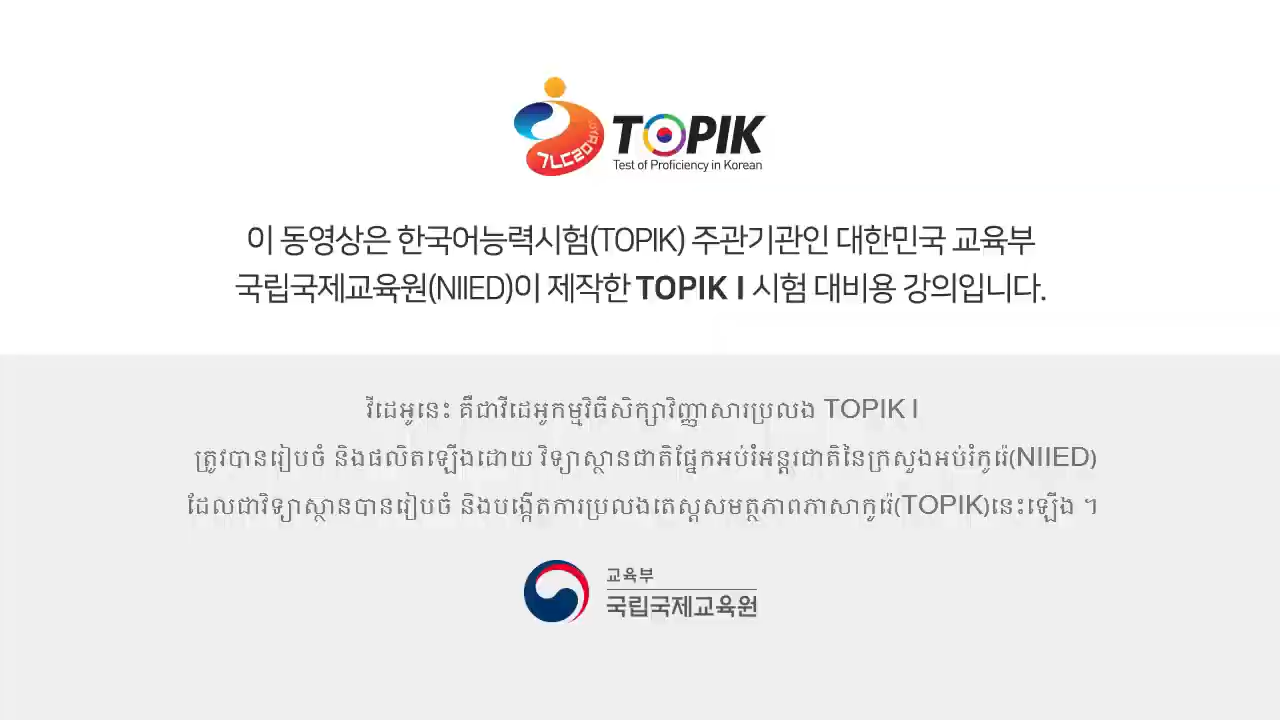 TOPIK
Test of Proficiency in Korean
이 동영상은 한국어능력시험(TOPIK) 주관기관인 대한민국 교육부
국립국제교육원(NIIED)이 제작한 TOPIK I 시험 대비용 강의입니다.
វីដេអូនេះ គឺជាវីដេអូកម្មវិធីសិក្សាវិញ្ញាសារប្រលង TOPIK I
ត្រូវបានរៀបចំ និងផលិតឡើងដោយ វិទ្យាស្ថានជាតិផ្នែកអប់រំអន្តរជាតិនៃក្រសួងអប់រំកូរ៉េ(NIIED)
ដែលជាវិទ្យាស្ថានបានរៀបចំ និងបង្កើតការប្រលងតេស្តសមត្ថភាពភាសាកូរ៉េ(TOPIK)នេះឡើង ។
교육부
국립국제교육원